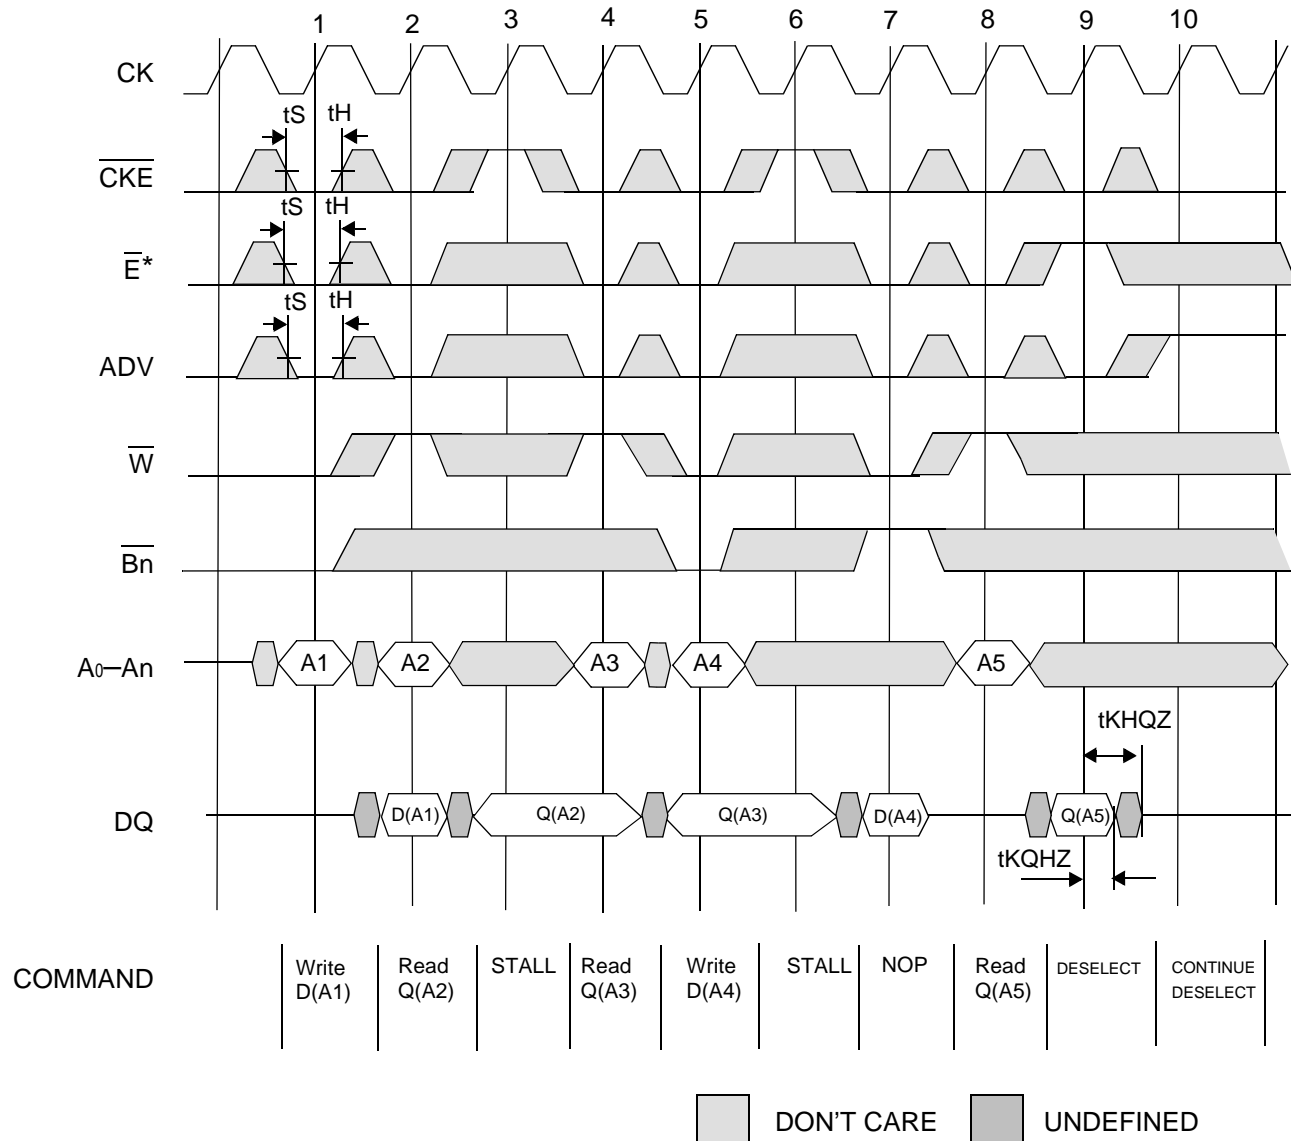 1 2 3 4 5 6 7 8 9 10
CK
tS tH
CKE
tS tH
E*
tS tH
ADV
W
Bn
A0–An A1 A2 A3 A4 A5
tKHQZ
DQ D(A1) Q(A2) Q(A3) D(A4) Q(A5)
tKQHZ
COMMAND
Write
D(A1)
Read
Q(A2)
STALL
Read
Q(A3)
Write
D(A4)
STALL
NOP
Read
Q(A5)
DESELECT
CONTINUE
DESELECT
DON'T CARE UNDEFINED